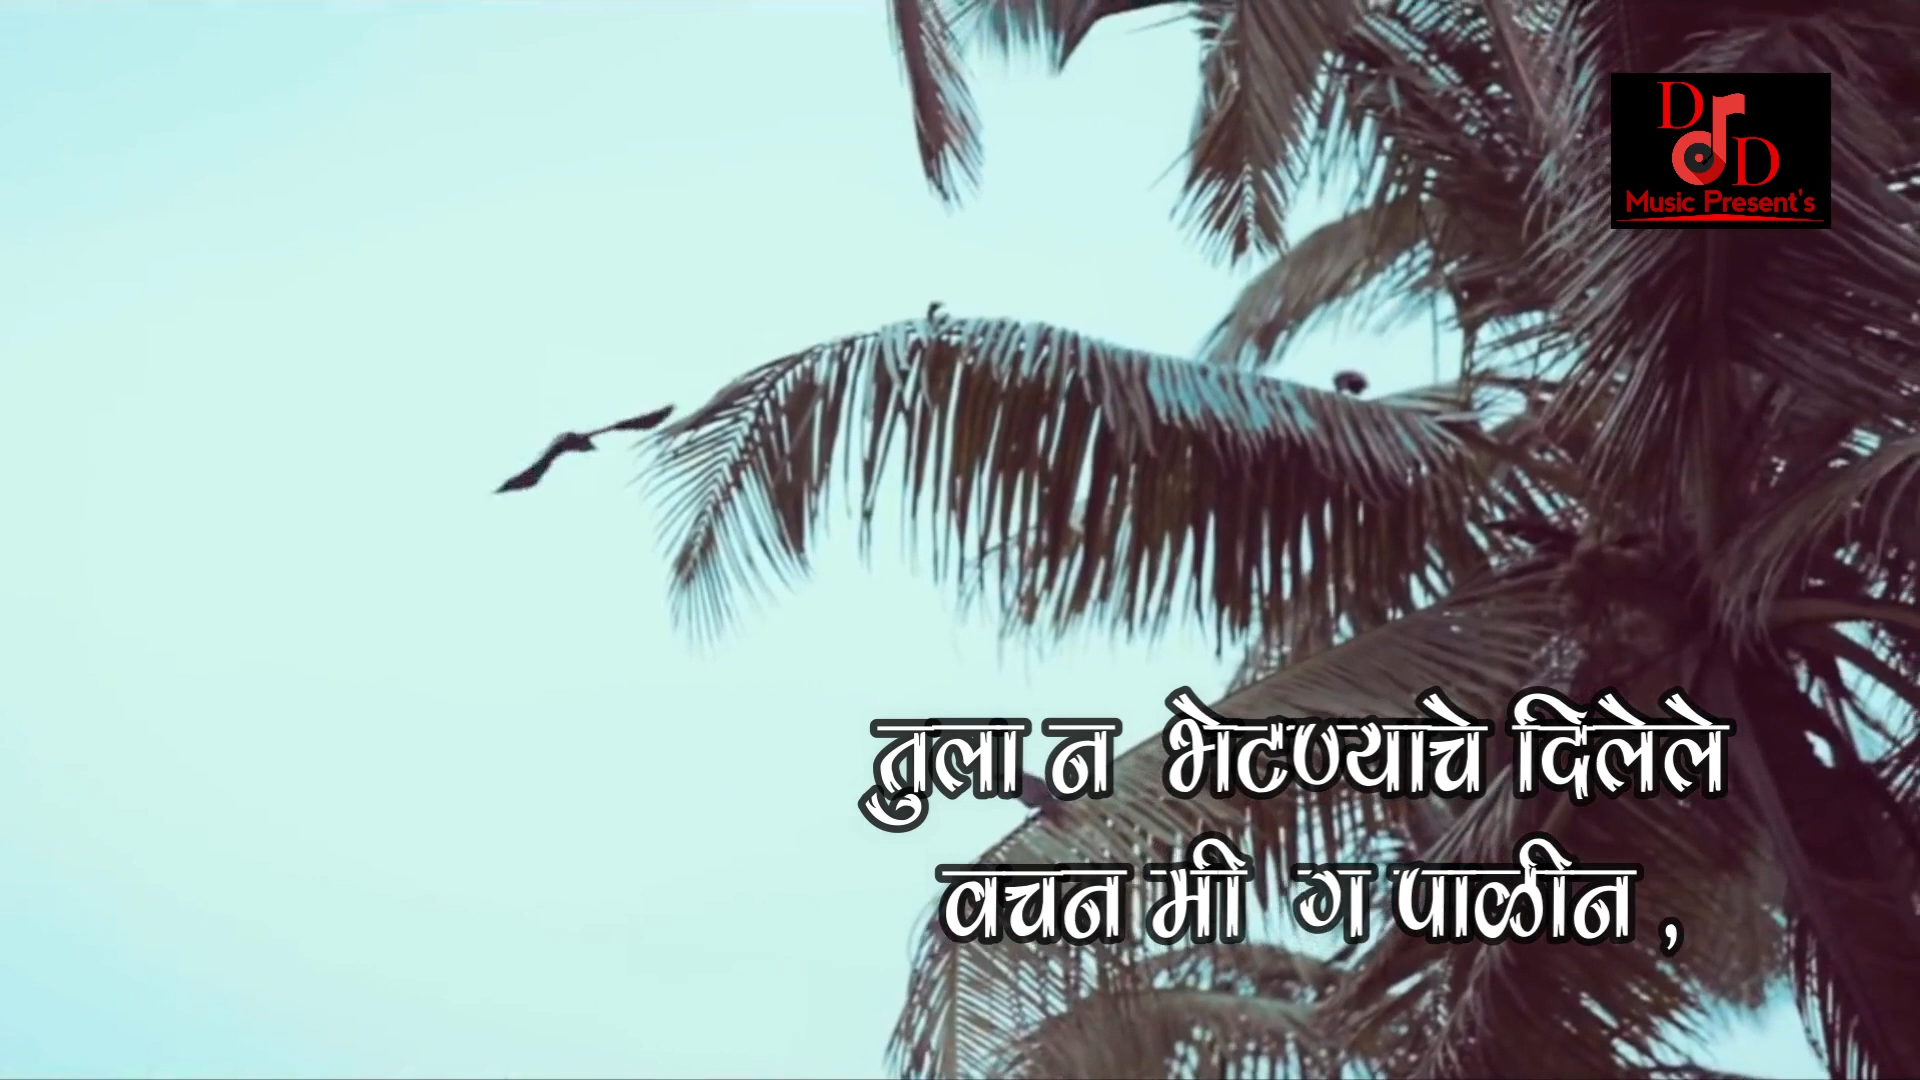 D D
Music Present's
तुला न भेटण्याचे दिलेले
वचन मी ग पाळीन ,